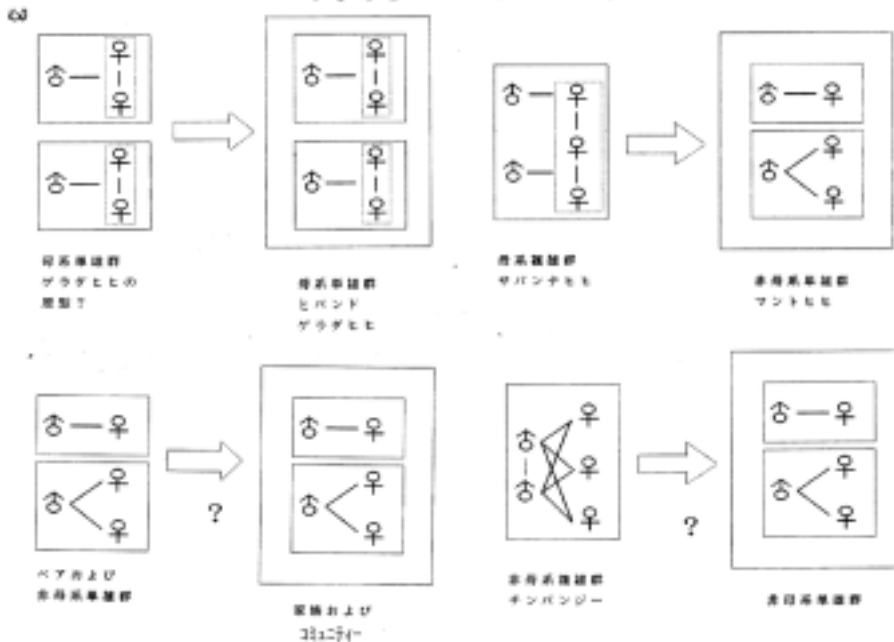 母系単雄群
ゲラダヒヒの
原型？
母系単雄群
とバンド
ゲラダヒヒ
母系複雄群
サバンナヒヒ
非母系単雄群
マントヒヒ
？
ペアおよび
非母系単雄群
家族および
コミュニティー
非母系複雄群
チンパンジー
？
非母系単雄群